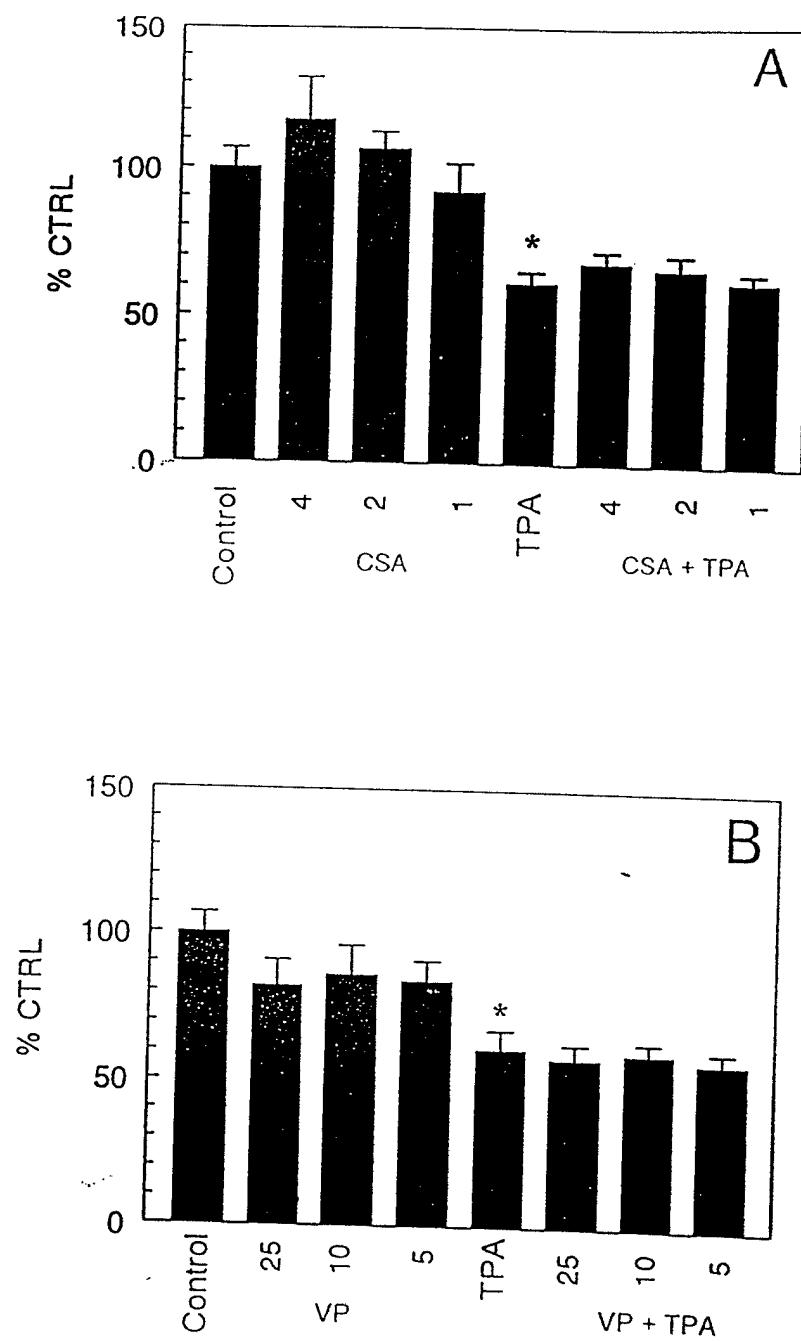 150
A
100
50
0
% CTRL
*
Control
4
2
1
TPA
4
2
1
CSA
CSA + TPA
150
B
100
50
0
% CTRL
*
Control
25
10
5
TPA
25
10
5
VP
VP + TPA